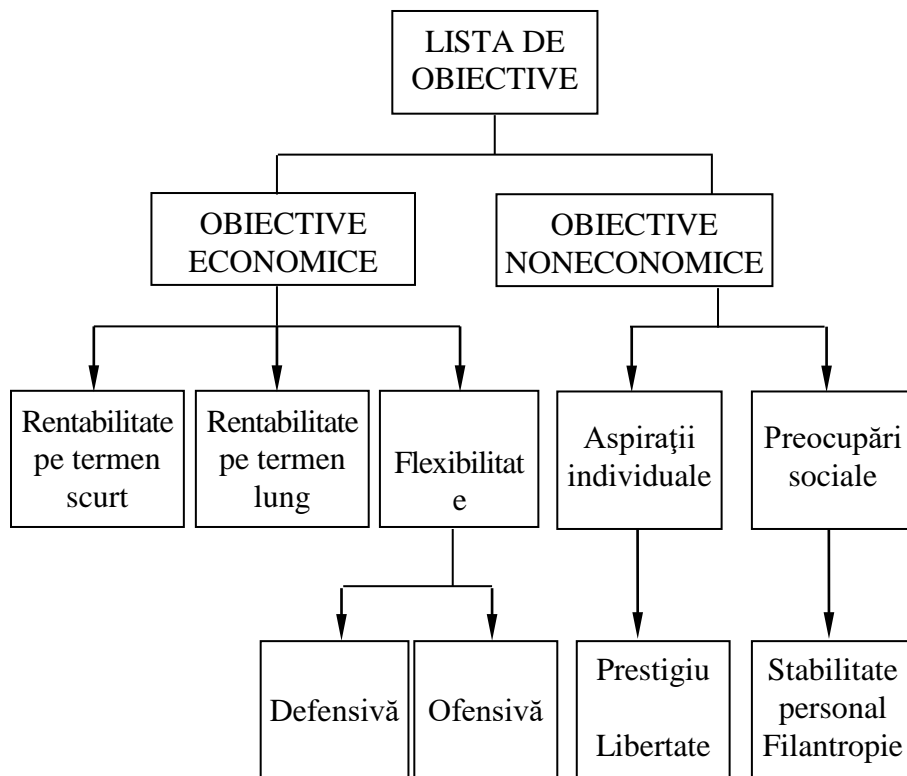 LISTA DE
OBIECTIVE
OBIECTIVE
ECONOMICE
OBIECTIVE
NONECONOMICE
Rentabilitate
pe termen
scurt
Rentabilitate
pe termen
lung
Flexibilitat
e
Aspiraţii
individuale
Preocupări
sociale
Defensivă
Ofensivă
Prestigiu
Libertate
Stabilitate
personal
Filantropie